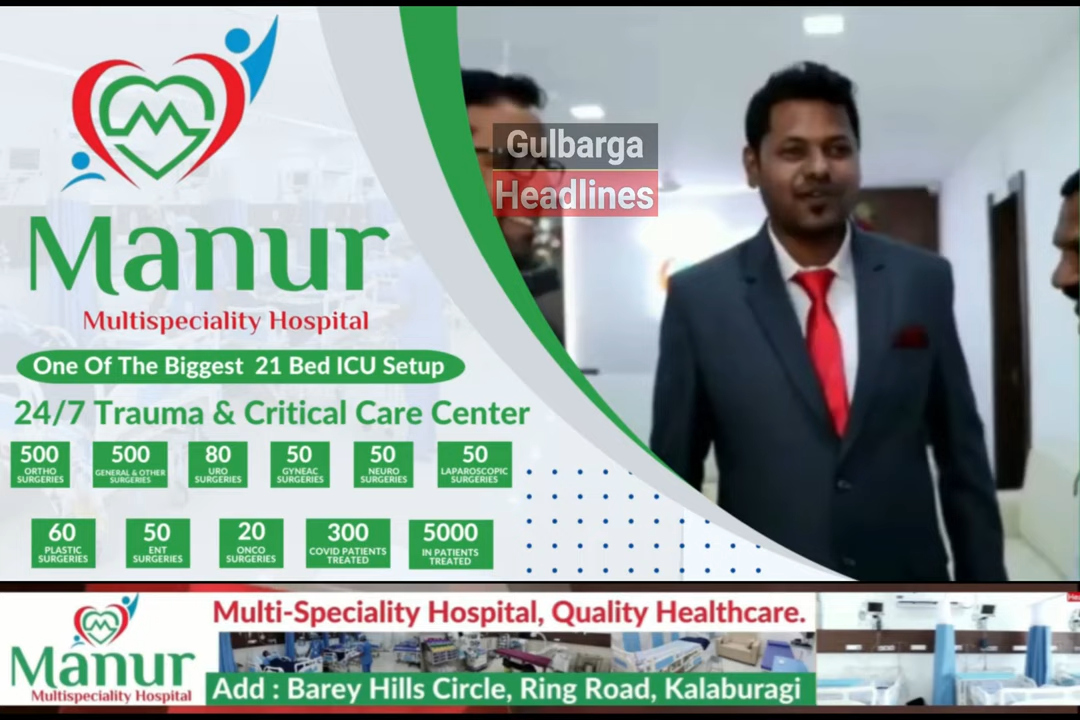 Gulbarga
Headlines
Manur
Multispeciality Hospital
One Of The Biggest 21 Bed ICU Setup
24/7 Trauma & Critical Care Center
500
ORTHO
SURGERIES
500
GENERAL & OTHER
SURGERIES
80
URO
SURGERIES
50
GYNEAC
SURGERIES
50
NEURO
SURGERIES
50
LAPAROSCOPIC
SURGERIES
60
PLASTIC
SURGERIES
50
ENT
SURGERIES
20
ONCO
SURGERIES
300
COVID PATIENTS
TREATED
5000
IN PATIENTS
TREATED
Manur
Multispeciality Hospital
Multi-Speciality Hospital, Quality Healthcare.
Add : Barey Hills Circle, Ring Road, Kalaburagi